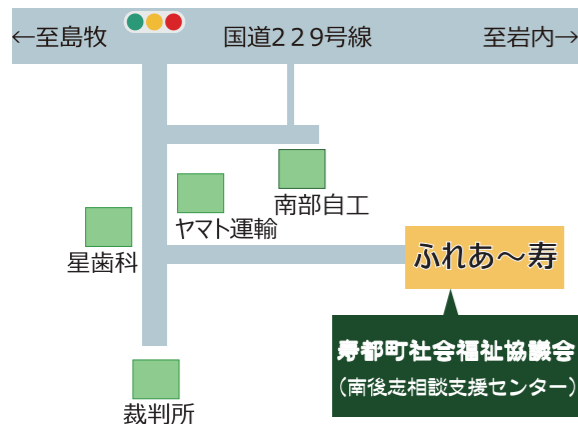 ←至島牧
国道229号線
至岩内→
南部自工
ヤマト運輸
星歯科
ふれあ～寿
寿都町社会福祉協議会
(南後志相談支援センター)
裁判所